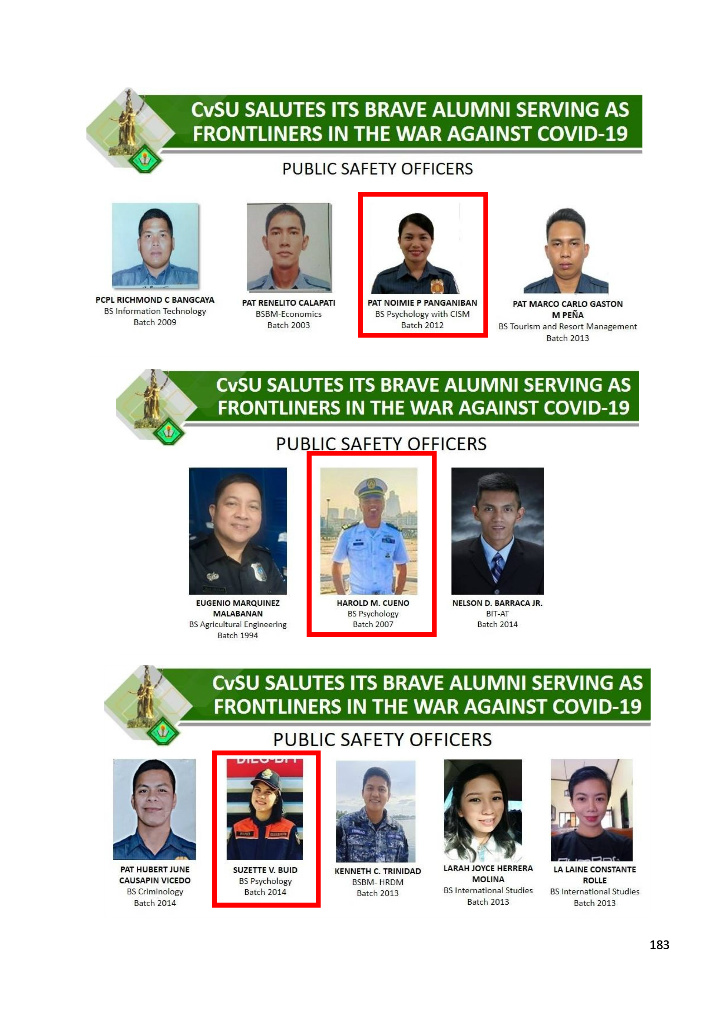 CvSU SALUTES ITS BRAVE ALUMNI SERVING AS
FRONTLINERS IN THE WAR AGAINST COVID-19
PUBLIC SAFETY OFFICERS
PCPL RICHMOND C BANGCAYA
BS Information Technology
Batch 2009
PAT RENELITO CALAPATI
BSBM-Economics
Batch 2003
PAT NOIMIE P PANGANIBAN
BS Psychology with CISM
Batch 2012
PAT MARCO CARLO GASTON
M PEÑA
BS Tourism and Resort Management
Batch 2013
CvSU SALUTES ITS BRAVE ALUMNI SERVING AS
FRONTLINERS IN THE WAR AGAINST COVID-19
PUBLIC SAFETY OFFICERS
EUGENIO MARQUINEZ
MALABANAN
BS Agricultural Engineering
Batch 1994
HAROLD M. CUENO
BS Psychology
Batch 2007
NELSON D. BARRACA JR.
BIT-AT
Batch 2014
CvSU SALUTES ITS BRAVE ALUMNI SERVING AS
FRONTLINERS IN THE WAR AGAINST COVID-19
PUBLIC SAFETY OFFICERS
PAT HUBERT JUNE
CAUSAPIN VICEDO
BS Criminology
Batch 2014
SUZETTE V. BUID
BS Psychology
Batch 2014
KENNETH C. TRINIDAD
BSBM- HRDM
Batch 2013
LARAH JOYCE HERRERA
MOLINA
BS International Studies
Batch 2013
LA LAINE CONSTANTE
ROLLE
BS International Studies
Batch 2013
183